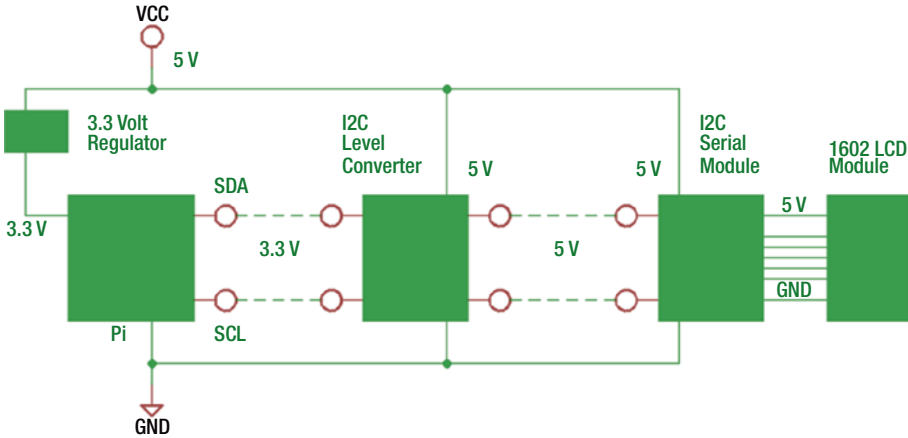 VCC
5 V
3.3 Volt
Regulator
I2C
Level
Converter
I2C
Serial
Module
1602 LCD
Module
5 V
5 V
SDA
5 V
3.3 V
3.3 V
5 V
GND
Pi
SCL
GND